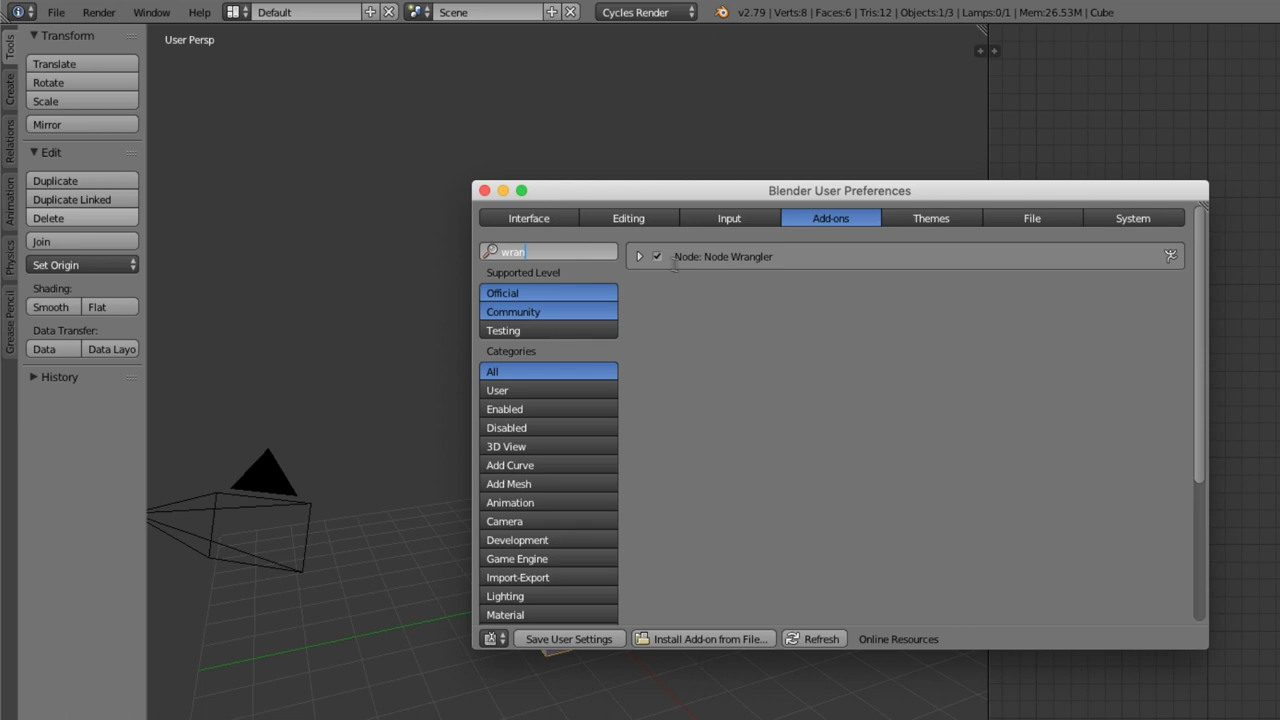 File Render Window Help Default Scene Cycles Render v2.79 | Verts:8 | Faces:6 | Tris:12 | Objects:1/3 | Lamps:0/1 | Mem:26.53M | Cube
Tools
Create
Relations
Animation
Physics
Grease Pencil
Transform
Translate
Rotate
Scale
Mirror
Edit
Duplicate
Duplicate Linked
Delete
Join
Set Origin
Shading:
Smooth Flat
Data Transfer:
Data Data Layo
History
User Persp
Blender User Preferences
Interface Editing Input Add-ons Themes File System
wran
Supported Level
Official
Community
Testing
Categories
All
User
Enabled
Disabled
3D View
Add Curve
Add Mesh
Animation
Camera
Development
Game Engine
Import-Export
Lighting
Material
Node: Node Wrangler
Save User Settings Install Add-on from File... Refresh Online Resources